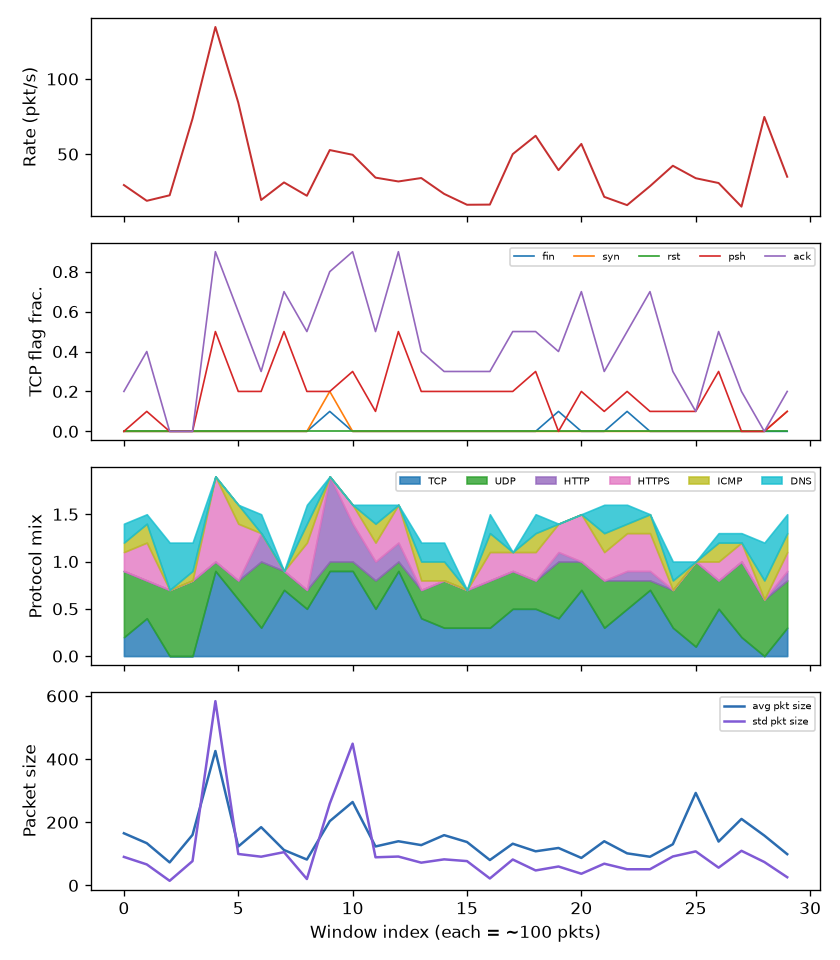 Rate (pkt/s)
100
50
TCP flag frac.
0.8
0.6
0.4
0.2
0.0
fin syn rst psh ack
Protocol mix
1.5
1.0
0.5
0.0
TCP UDP HTTP HTTPS ICMP DNS
Packet size
600
400
200
0
avg pkt size
std pkt size
0 5 10 15 20 25 30
Window index (each = ~100 pkts)